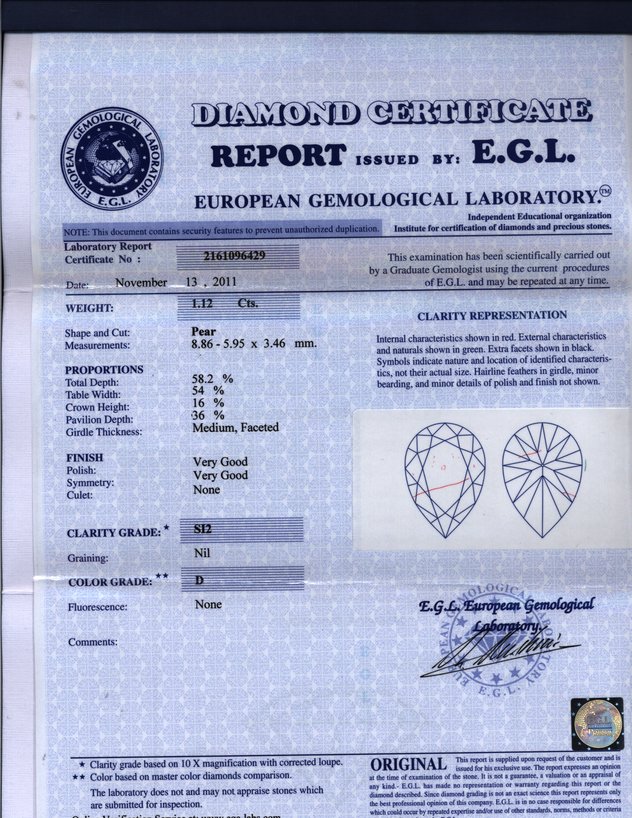 EUROPEAN GEMOLOGICAL LABORATORY
E.G.L.
DIAMOND CERTIFICATE
REPORT ISSUED BY: E.G.L.
EUROPEAN GEMOLOGICAL LABORATORY.™
Independent Educational organization
Institute for certification of diamonds and precious stones.
NOTE: This document contains security features to prevent unauthorized duplication.
Laboratory Report
Certificate No : 2161096429
Date: November 13 , 2011
This examination has been scientifically carried out
by a Graduate Gemologist using the current procedures
of E.G.L. and may be repeated at any time.
WEIGHT: 1.12 Cts.
Shape and Cut: Pear
Measurements: 8.86 - 5.95 x 3.46 mm.
PROPORTIONS
Total Depth: 58.2 %
Table Width: 54 %
Crown Height: 16 %
Pavilion Depth: 36 %
Girdle Thickness: Medium, Faceted
FINISH
Polish: Very Good
Symmetry: Very Good
Culet: None
CLARITY GRADE: * SI2
Graining: Nil
COLOR GRADE: ** D
Fluorescence: None
Comments:
CLARITY REPRESENTATION
Internal characteristics shown in red. External characteristics
and naturals shown in green. Extra facets shown in black.
Symbols indicate nature and location of identified characteris-
tics, not their actual size. Hairline feathers in girdle, minor
bearding, and minor details of polish and finish not shown.
E.G.L. European Gemological
Laboratory.
E.G.L.
* Clarity grade based on 10 X magnification with corrected loupe.
** Color based on master color diamonds comparison.
The laboratory does not and may not appraise stones which
are submitted for inspection.
ORIGINAL This report is supplied upon request of the customer and is
issued for his exclusive use. The report expresses an opinion
at the time of examination of the stone. It is not a guarantee, a valuation or an appraisal of
any kind.- E.G.L. has made no representation or warranty regarding this report or the
diamond described. Since diamond grading is not an exact science this report represents only
the best professional opinion of this company. E.G.L. is in no case responsible for differences
which could occur by repeated expertise and/or use of other standards, norms, methods or criteria